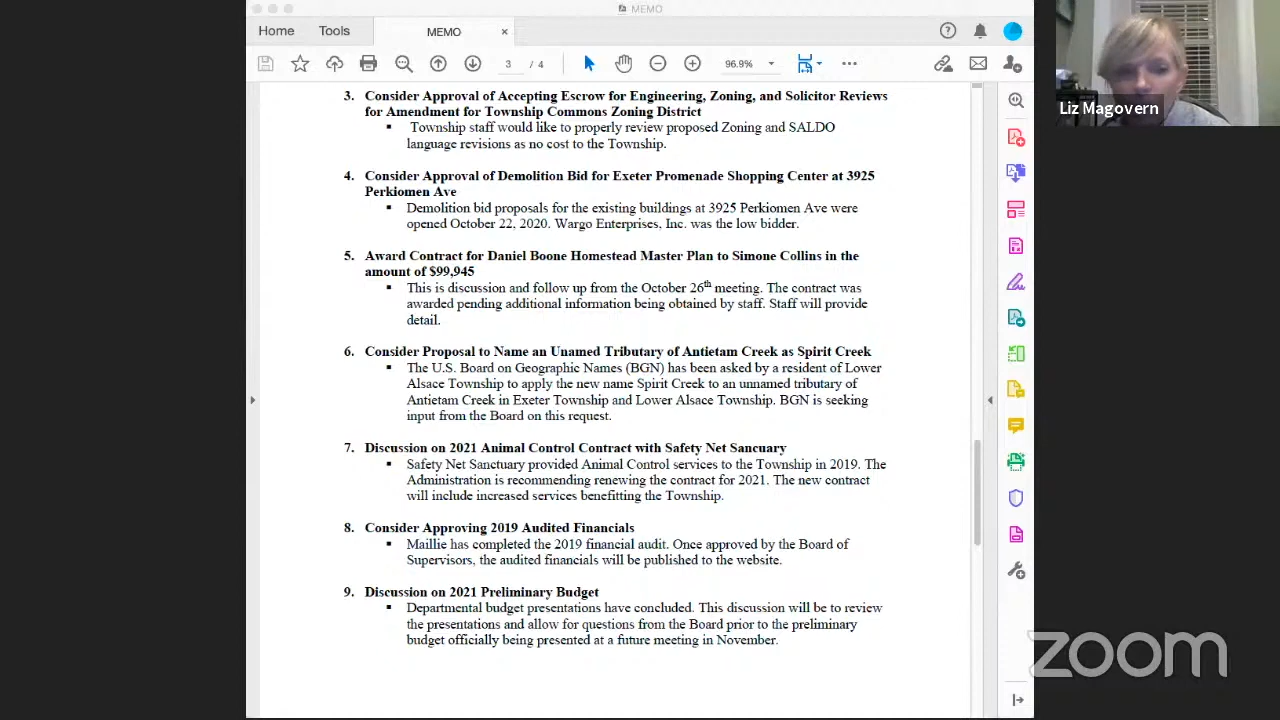 MEMO
Home
Tools
MEMO
×
3 / 4
96.9%
3. Consider Approval of Accepting Escrow for Engineering, Zoning, and Solicitor Reviews
for Amendment for Township Commons Zoning District
▪ Township staff would like to properly review proposed Zoning and SALDO
language revisions as no cost to the Township.
4. Consider Approval of Demolition Bid for Exeter Promenade Shopping Center at 3925
Perkiomen Ave
▪ Demolition bid proposals for the existing buildings at 3925 Perkiomen Ave were
opened October 22, 2020. Wargo Enterprises, Inc. was the low bidder.
5. Award Contract for Daniel Boone Homestead Master Plan to Simone Collins in the
amount of $99,945
▪ This is discussion and follow up from the October 26th meeting. The contract was
awarded pending additional information being obtained by staff. Staff will provide
detail.
6. Consider Proposal to Name an Unamed Tributary of Antietam Creek as Spirit Creek
▪ The U.S. Board on Geographic Names (BGN) has been asked by a resident of Lower
Alsace Township to apply the new name Spirit Creek to an unnamed tributary of
Antietam Creek in Exeter Township and Lower Alsace Township. BGN is seeking
input from the Board on this request.
7. Discussion on 2021 Animal Control Contract with Safety Net Sancuary
▪ Safety Net Sanctuary provided Animal Control services to the Township in 2019. The
Administration is recommending renewing the contract for 2021. The new contract
will include increased services benefitting the Township.
8. Consider Approving 2019 Audited Financials
▪ Maillie has completed the 2019 financial audit. Once approved by the Board of
Supervisors, the audited financials will be published to the website.
9. Discussion on 2021 Preliminary Budget
▪ Departmental budget presentations have concluded. This discussion will be to review
the presentations and allow for questions from the Board prior to the preliminary
budget officially being presented at a future meeting in November.
Liz Magovern
zoom